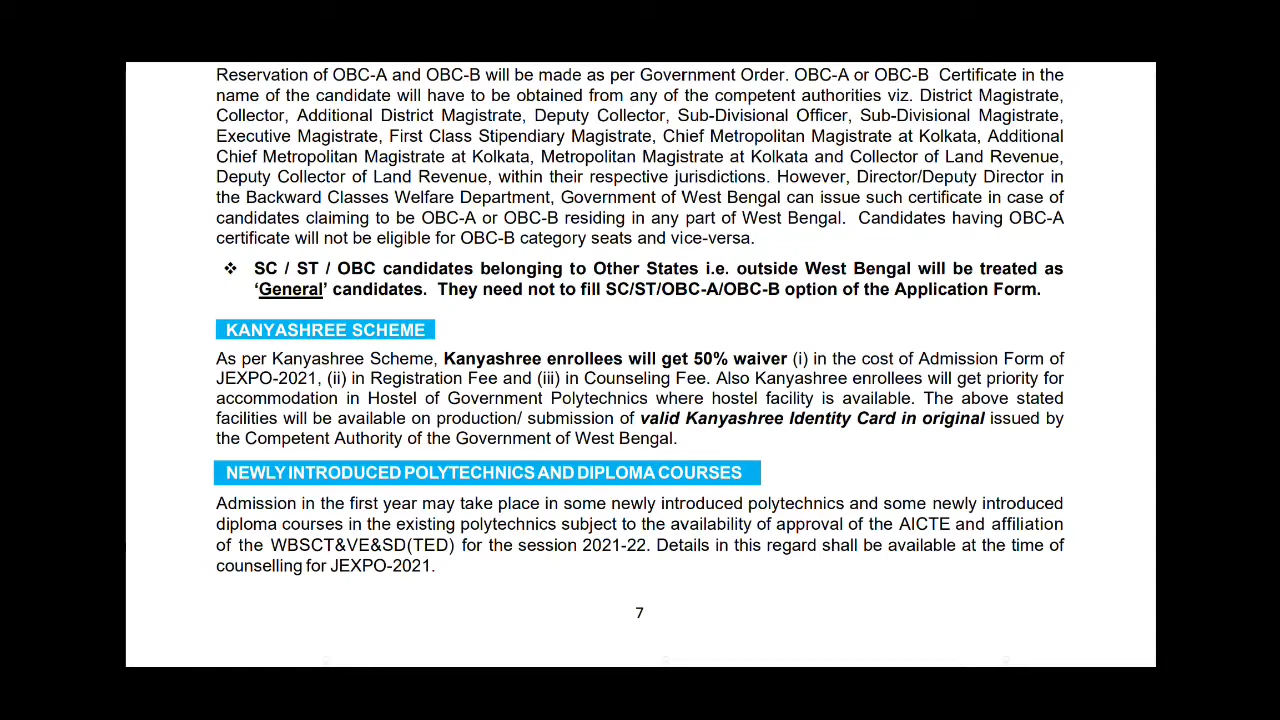 Reservation of OBC-A and OBC-B will be made as per Government Order. OBC-A or OBC-B Certificate in the
name of the candidate will have to be obtained from any of the competent authorities viz. District Magistrate,
Collector, Additional District Magistrate, Deputy Collector, Sub-Divisional Officer, Sub-Divisional Magistrate,
Executive Magistrate, First Class Stipendiary Magistrate, Chief Metropolitan Magistrate at Kolkata, Additional
Chief Metropolitan Magistrate at Kolkata, Metropolitan Magistrate at Kolkata and Collector of Land Revenue,
Deputy Collector of Land Revenue, within their respective jurisdictions. However, Director/Deputy Director in
the Backward Classes Welfare Department, Government of West Bengal can issue such certificate in case of
candidates claiming to be OBC-A or OBC-B residing in any part of West Bengal. Candidates having OBC-A
certificate will not be eligible for OBC-B category seats and vice-versa.
❖ SC / ST / OBC candidates belonging to Other States i.e. outside West Bengal will be treated as
‘General’ candidates. They need not to fill SC/ST/OBC-A/OBC-B option of the Application Form.
KANYASHREE SCHEME
As per Kanyashree Scheme, Kanyashree enrollees will get 50% waiver (i) in the cost of Admission Form of
JEXPO-2021, (ii) in Registration Fee and (iii) in Counseling Fee. Also Kanyashree enrollees will get priority for
accommodation in Hostel of Government Polytechnics where hostel facility is available. The above stated
facilities will be available on production/ submission of valid Kanyashree Identity Card in original issued by
the Competent Authority of the Government of West Bengal.
NEWLY INTRODUCED POLYTECHNICS AND DIPLOMA COURSES
Admission in the first year may take place in some newly introduced polytechnics and some newly introduced
diploma courses in the existing polytechnics subject to the availability of approval of the AICTE and affiliation
of the WBSCT&VE&SD(TED) for the session 2021-22. Details in this regard shall be available at the time of
counselling for JEXPO-2021.
7